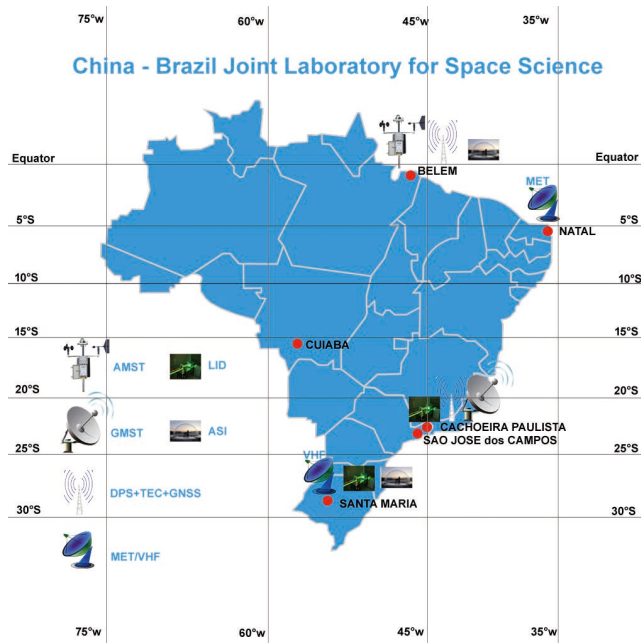 75°w 60°w 45°w 35°w
China - Brazil Joint Laboratory for Space Science
Equator Equator
BELEM
MET
5°S 5°S
NATAL
10°S 10°S
15°S 15°S
CUIABA
AMST LID
20°S 20°S
CACHOEIRA PAULISTA
GMST ASI
SAO JOSE dos CAMPOS
25°S 25°S
VHF
DPS+TEC+GNSS
SANTA MARIA
30°S 30°S
MET/VHF
75°w 60°w 45°w 35°w